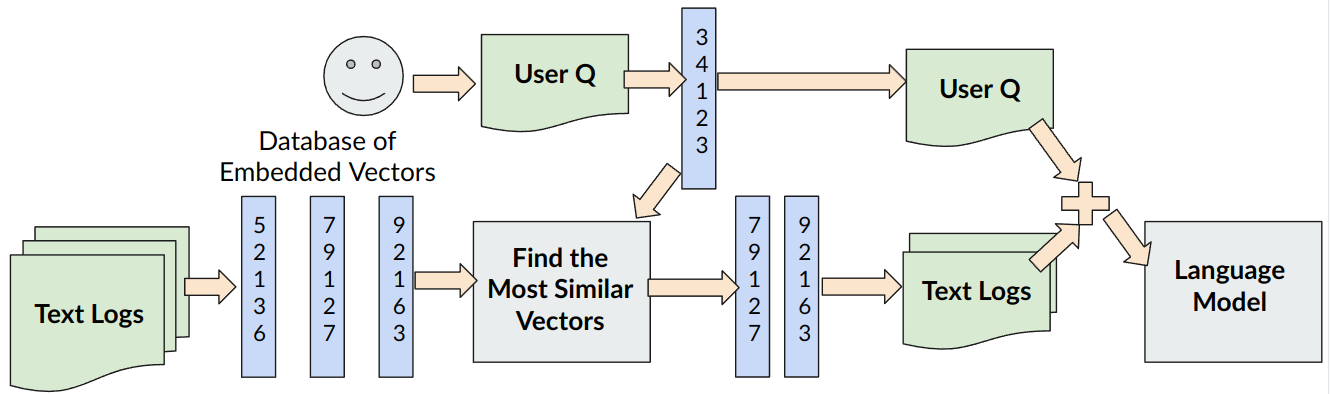 User Q
3
4
1
2
3
User Q
Database of
Embedded Vectors
Text Logs
5
2
1
3
6
7
9
1
2
7
9
2
1
6
3
Find the
Most Similar
Vectors
7
9
1
2
7
9
2
1
6
3
Text Logs
Language
Model